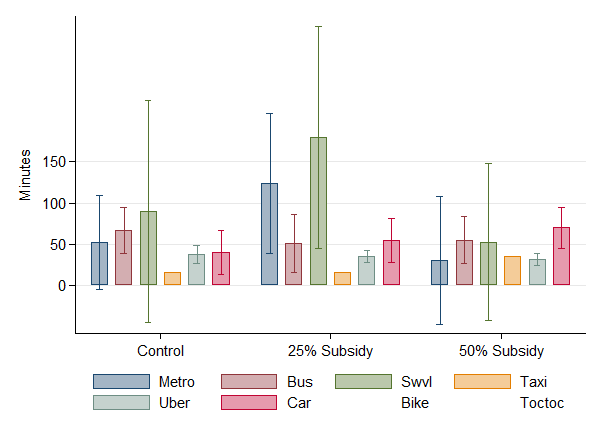 Minutes
150
100
50
0
Control 25% Subsidy 50% Subsidy
Metro Bus Swvl Taxi
Uber Car Bike Toctoc